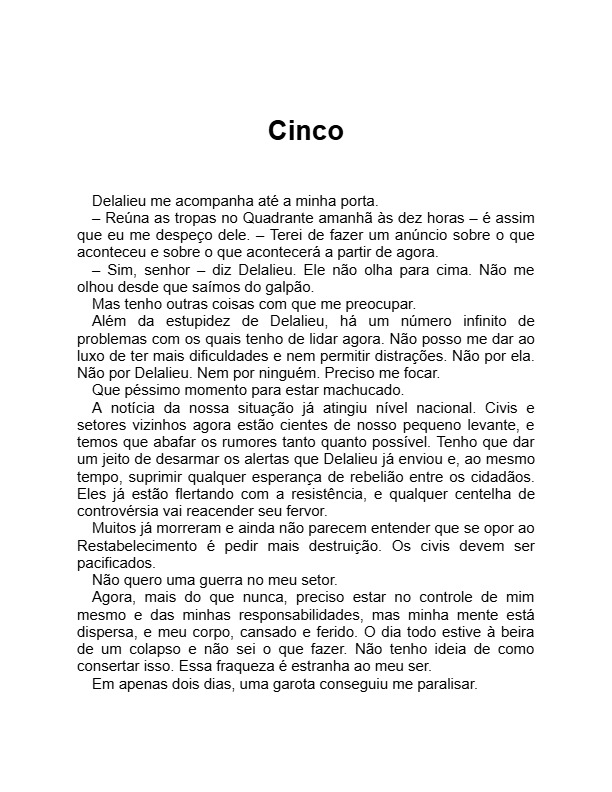 Cinco
Delalieu me acompanha até a minha porta.
– Reúna as tropas no Quadrante amanhã às dez horas – é assim
que eu me despeço dele. – Terei de fazer um anúncio sobre o que
aconteceu e sobre o que acontecerá a partir de agora.
– Sim, senhor – diz Delalieu. Ele não olha para cima. Não me
olhou desde que saímos do galpão.
Mas tenho outras coisas com que me preocupar.
Além da estupidez de Delalieu, há um número infinito de
problemas com os quais tenho de lidar agora. Não posso me dar ao
luxo de ter mais dificuldades e nem permitir distrações. Não por ela.
Não por Delalieu. Nem por ninguém. Preciso me focar.
Que péssimo momento para estar machucado.
A notícia da nossa situação já atingiu nível nacional. Civis e
setores vizinhos agora estão cientes de nosso pequeno levante, e
temos que abafar os rumores tanto quanto possível. Tenho que dar
um jeito de desarmar os alertas que Delalieu já enviou e, ao mesmo
tempo, suprimir qualquer esperança de rebelião entre os cidadãos.
Eles já estão flertando com a resistência, e qualquer centelha de
controvérsia vai reacender seu fervor.
Muitos já morreram e ainda não parecem entender que se opor ao
Restabelecimento é pedir mais destruição. Os civis devem ser
pacificados.
Não quero uma guerra no meu setor.
Agora, mais do que nunca, preciso estar no controle de mim
mesmo e das minhas responsabilidades, mas minha mente está
dispersa, e meu corpo, cansado e ferido. O dia todo estive à beira
de um colapso e não sei o que fazer. Não tenho ideia de como
consertar isso. Essa fraqueza é estranha ao meu ser.
Em apenas dois dias, uma garota conseguiu me paralisar.